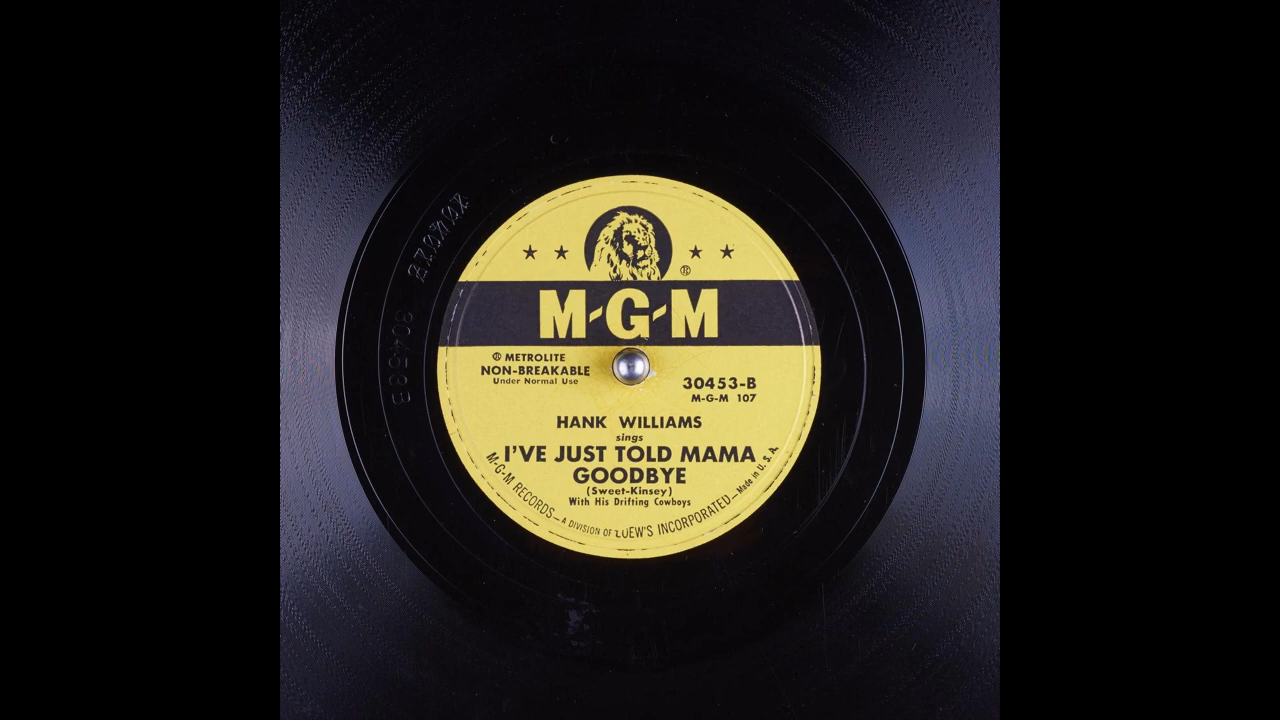 ®
M-G-M
® METROLITE
NON-BREAKABLE
Under Normal Use
30453-B
M-G-M 107
HANK WILLIAMS
sings
I'VE JUST TOLD MAMA
GOODBYE
(Sweet-Kinsey)
With His Drifting Cowboys
M-G-M RECORDS—A DIVISION OF LOEW'S INCORPORATED—Made in U. S. A.
30453B